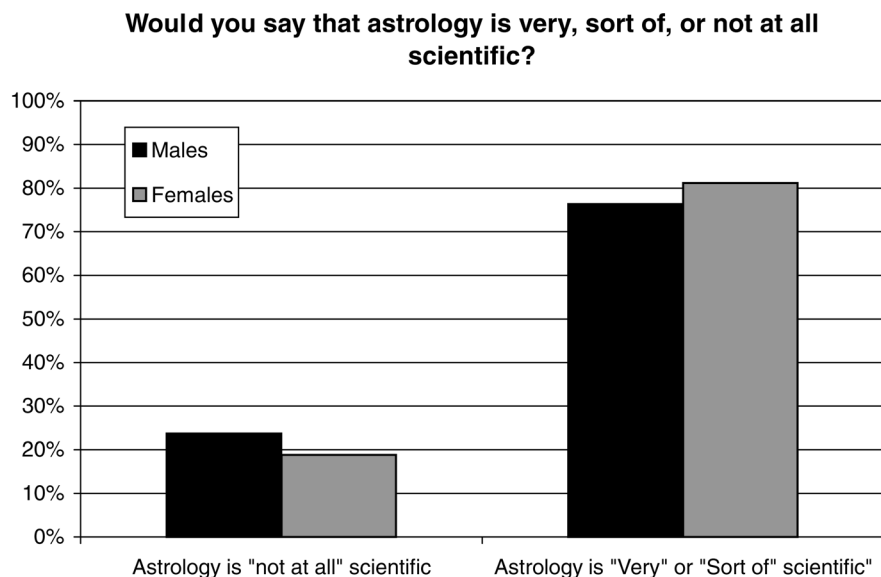 Would you say that astrology is very, sort of, or not at all
scientific?
100%
90%
80%
70%
60%
50%
40%
30%
20%
10%
0%
Males
Females
Astrology is "not at all" scientific
Astrology is "Very" or "Sort of" scientific"